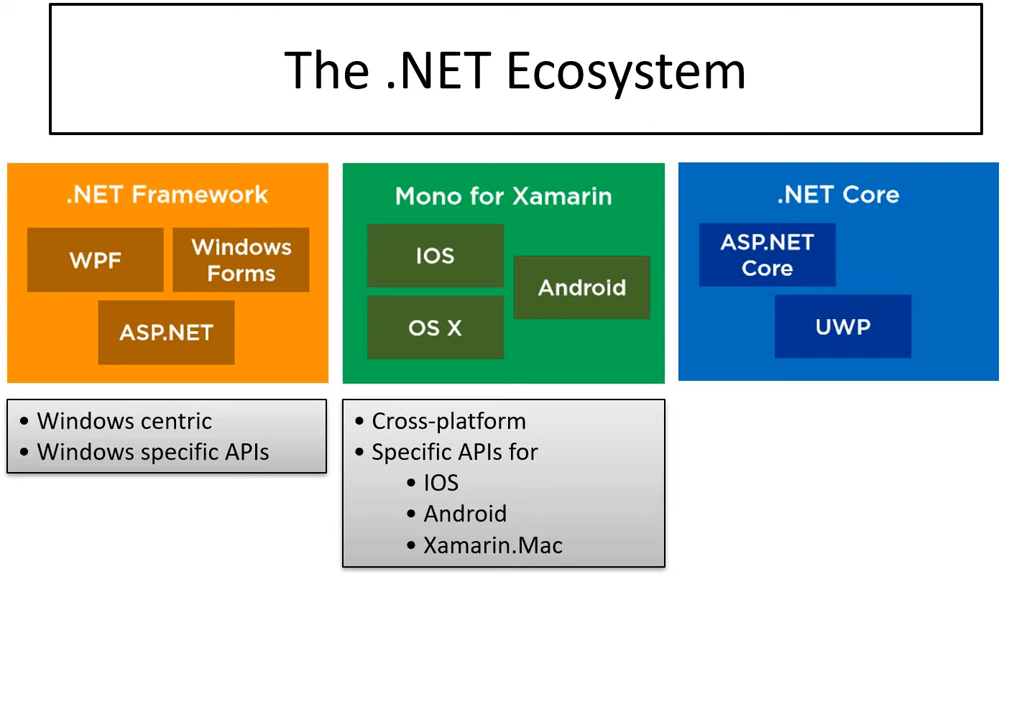 The .NET Ecosystem
.NET Framework
WPF
Windows
Forms
ASP.NET
Mono for Xamarin
IOS
Android
OS X
.NET Core
ASP.NET
Core
UWP
• Windows centric
• Windows specific APIs
• Cross-platform
• Specific APIs for
• IOS
• Android
• Xamarin.Mac